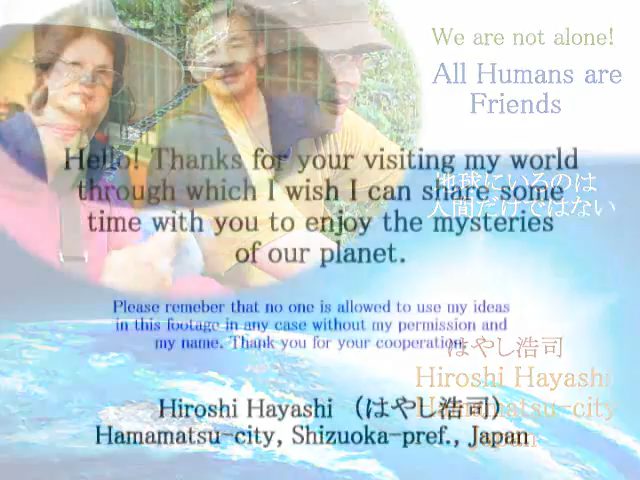 We are not alone!
All Humans are
Friends
Hello! Thanks for your visiting my world
through which I wish I can share some
time with you to enjoy the mysteries
of our planet.
地球にいるのは
人間だけではない
Please remeber that no one is allowed to use my ideas
in this footage in any case without my permission and
my name. Thank you for your cooperation.
はやし浩司
Hiroshi Hayashi
Hamamatsu-city
Japan
Hiroshi Hayashi （はやし浩司）
Hamamatsu-city, Shizuoka-pref., Japan